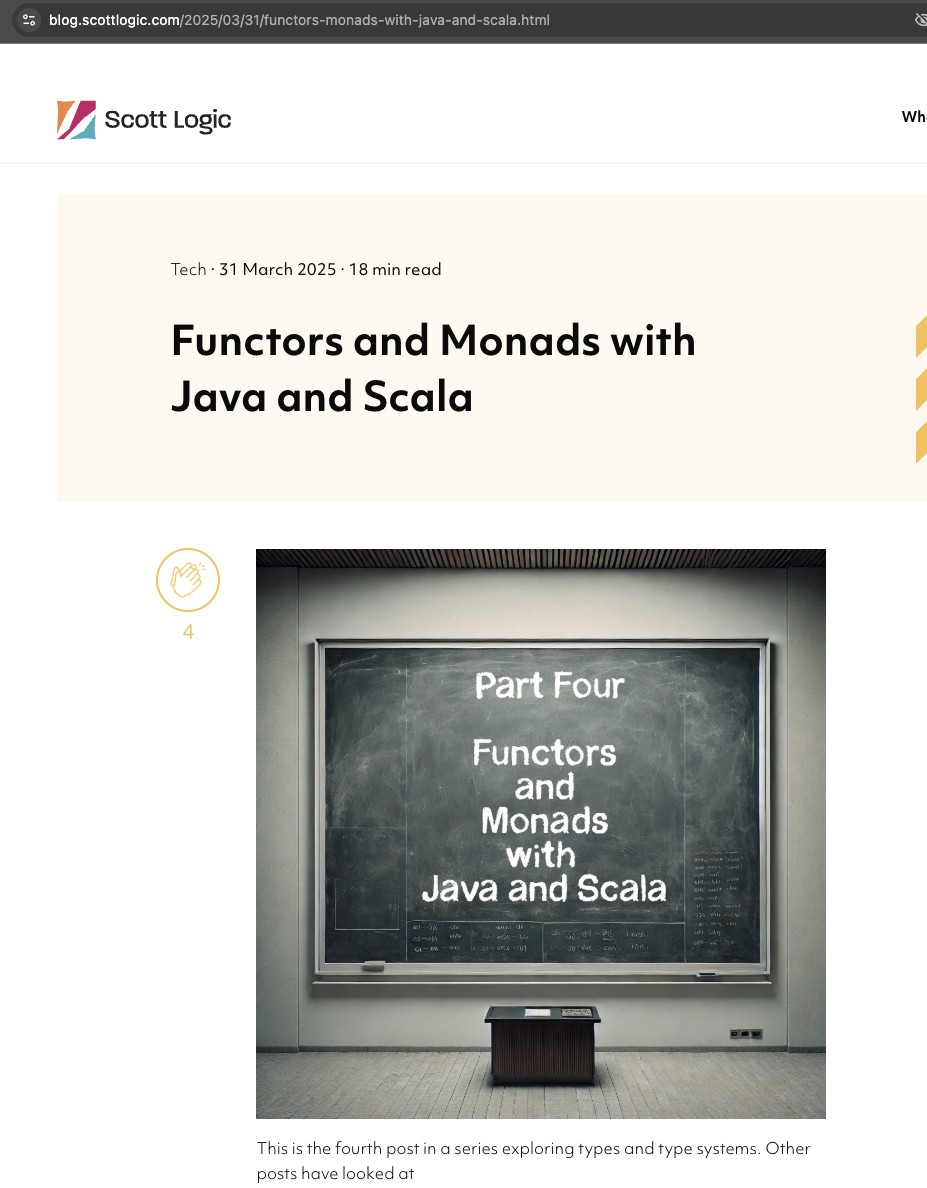 blog.scottlogic.com/2025/03/31/functors-monads-with-java-and-scala.html
Scott Logic
Tech · 31 March 2025 · 18 min read
Functors and Monads with
Java and Scala
4
Part Four
Functors
and
Monads
with
Java and Scala
This is the fourth post in a series exploring types and type systems. Other
posts have looked at